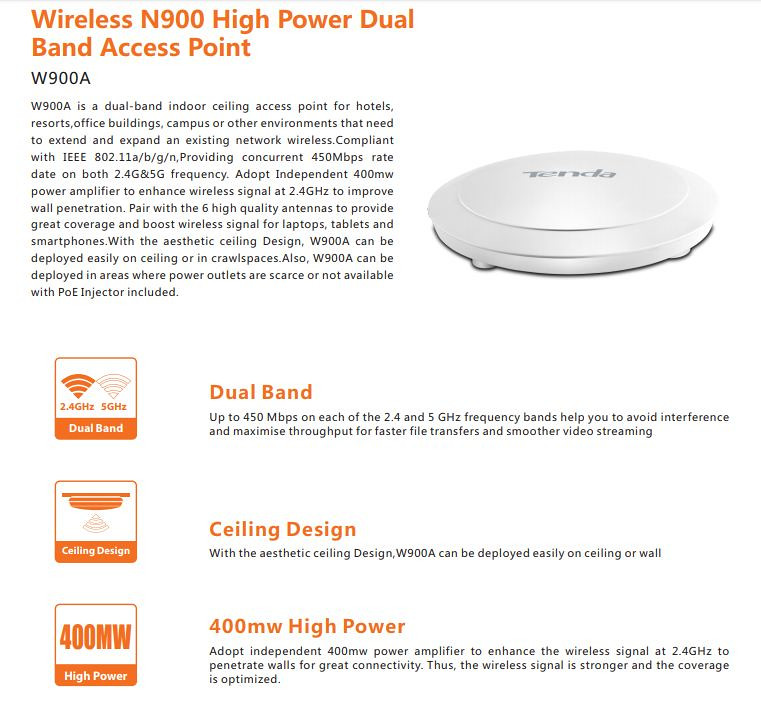 Wireless N900 High Power Dual
Band Access Point
W900A
W900A is a dual-band indoor ceiling access point for hotels,
resorts,office buildings, campus or other environments that need
to extend and expand an existing network wireless.Compliant
with IEEE 802.11a/b/g/n,Providing concurrent 450Mbps rate
date on both 2.4G&5G frequency. Adopt Independent 400mw
power amplifier to enhance wireless signal at 2.4GHz to improve
wall penetration. Pair with the 6 high quality antennas to provide
great coverage and boost wireless signal for laptops, tablets and
smartphones.With the aesthetic ceiling Design, W900A can be
deployed easily on ceiling or in crawlspaces.Also, W900A can be
deployed in areas where power outlets are scarce or not available
with PoE Injector included.
Tenda
2.4GHz 5GHz
Dual Band
Dual Band
Up to 450 Mbps on each of the 2.4 and 5 GHz frequency bands help you to avoid interference
and maximise throughput for faster file transfers and smoother video streaming
Ceiling Design
Ceiling Design
With the aesthetic ceiling Design,W900A can be deployed easily on ceiling or wall
400MW
High Power
400mw High Power
Adopt independent 400mw power amplifier to enhance the wireless signal at 2.4GHz to
penetrate walls for great connectivity. Thus, the wireless signal is stronger and the coverage
is optimized.